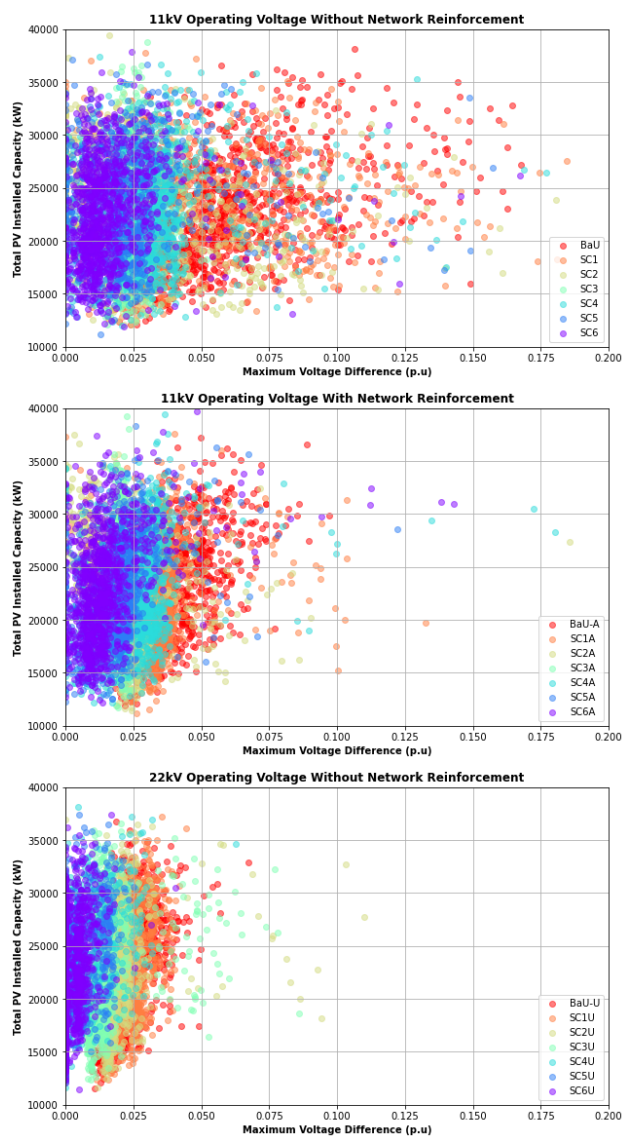 11kV Operating Voltage Without Network Reinforcement
40000
35000
30000
25000
20000
15000
10000
Total PV Installed Capacity (kW)
BaU
SC1
SC2
SC3
SC4
SC5
SC6
0.000 0.025 0.050 0.075 0.100 0.125 0.150 0.175 0.200
Maximum Voltage Difference (p.u)
11kV Operating Voltage With Network Reinforcement
40000
35000
30000
25000
20000
15000
10000
Total PV Installed Capacity (kW)
BaU-A
SC1A
SC2A
SC3A
SC4A
SC5A
SC6A
0.000 0.025 0.050 0.075 0.100 0.125 0.150 0.175 0.200
Maximum Voltage Difference (p.u)
22kV Operating Voltage Without Network Reinforcement
40000
35000
30000
25000
20000
15000
10000
Total PV Installed Capacity (kW)
BaU-U
SC1U
SC2U
SC3U
SC4U
SC5U
SC6U
0.000 0.025 0.050 0.075 0.100 0.125 0.150 0.175 0.200
Maximum Voltage Difference (p.u)